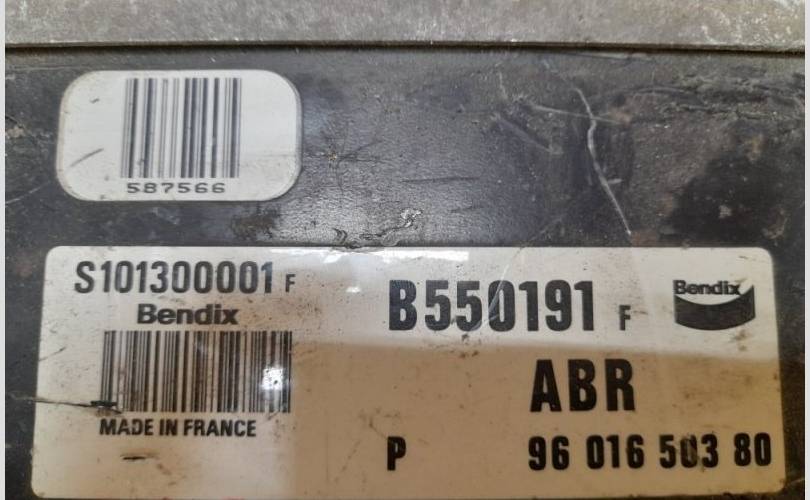 587566
S101300001 F
Bendix
MADE IN FRANCE
B550191 F
Bendix
ABR
P 96 016 503 80